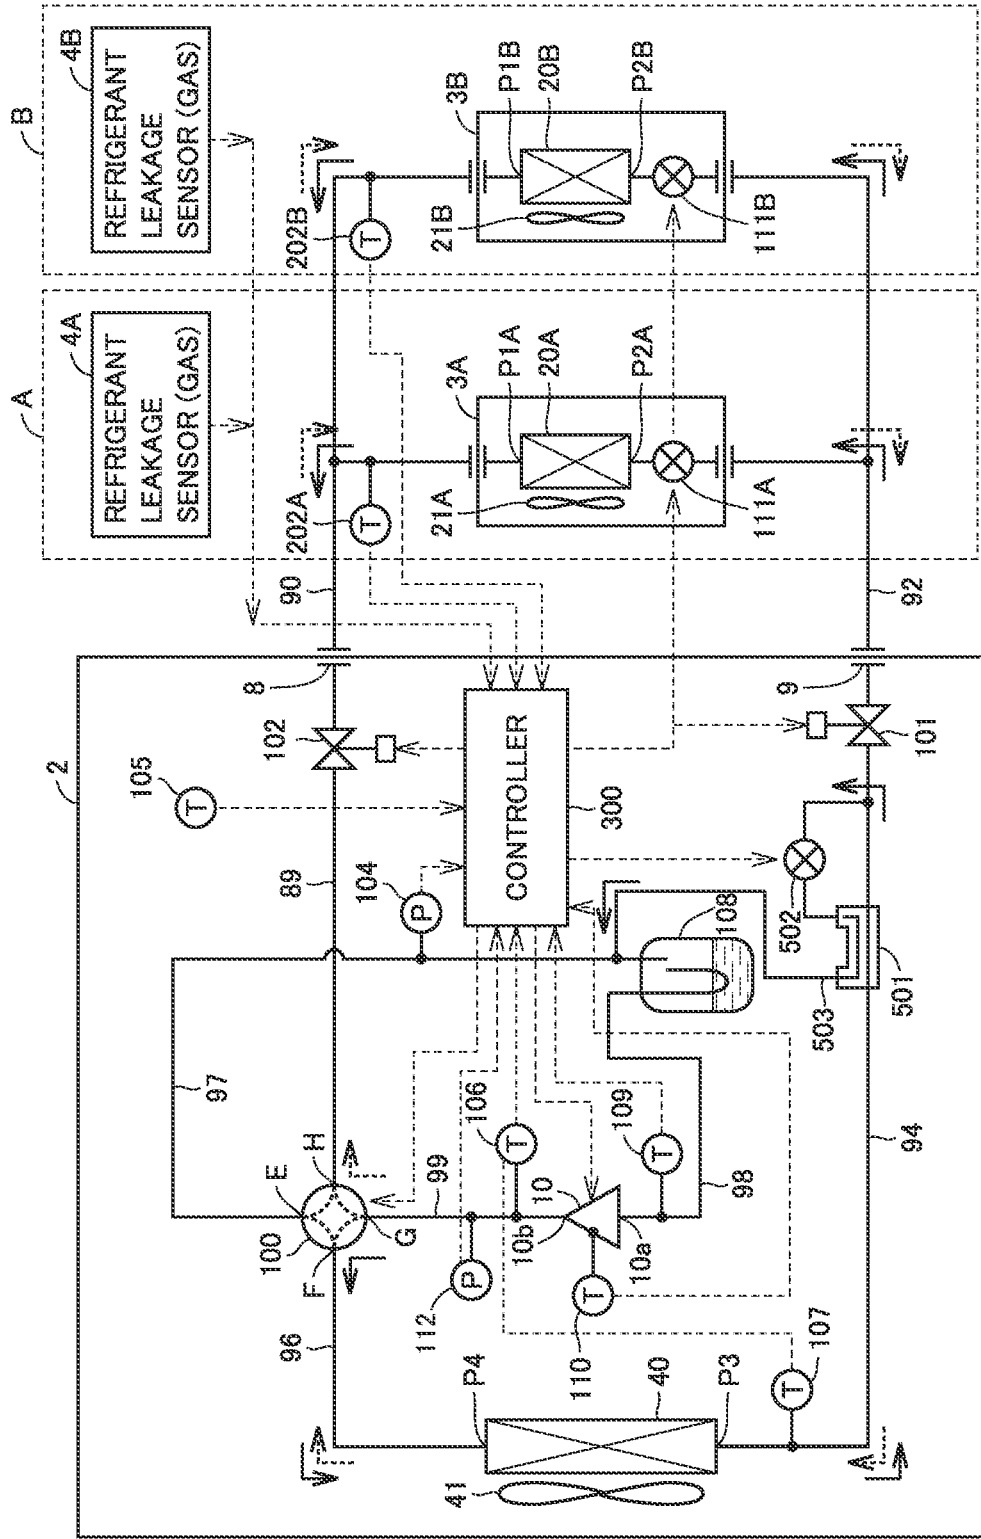 B
4B
REFRIGERANT
LEAKAGE
SENSOR (GAS)
202B
3B
P1B
20B
P2B
21B
111B
A
4A
REFRIGERANT
LEAKAGE
SENSOR (GAS)
202A
3A
P1A
20A
P2A
21A
111A
T
T
90
92
2
8
9
102
101
105
T
CONTROLLER
300
89
104
P
502
108
501
503
97
106
T
109
T
94
H
E
100
F
G
99
10
10b
10a
98
112
P
T
110
96
P4
40
P3
107
T
41